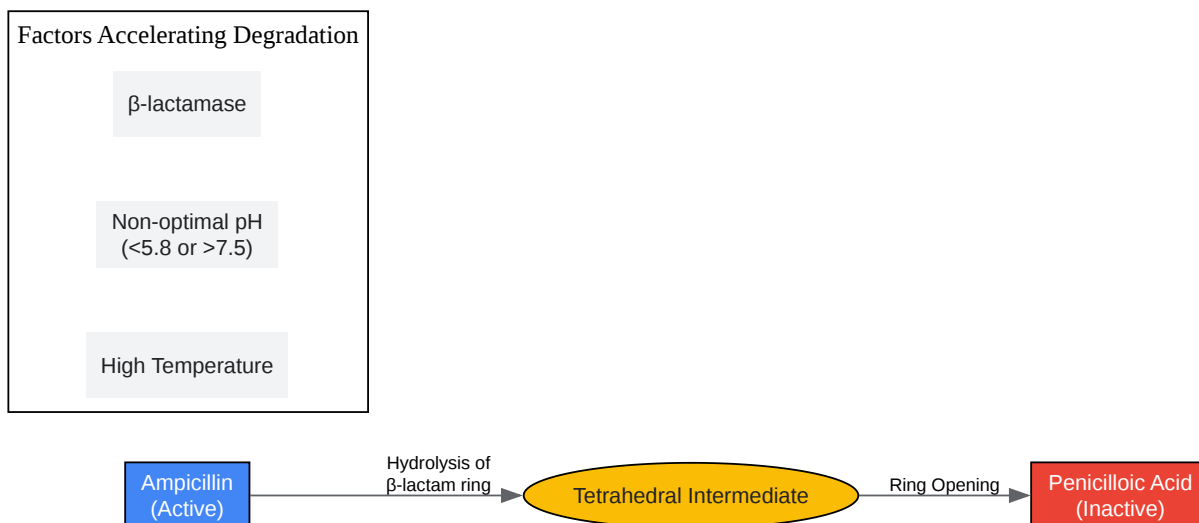 Factors Accelerating Degradation
β-lactamase
Non-optimal pH
(<5.8 or >7.5)
High Temperature
Ampicillin
(Active)
Hydrolysis of
β-lactam ring
Tetrahedral Intermediate
Ring Opening
Penicilloic Acid
(Inactive)